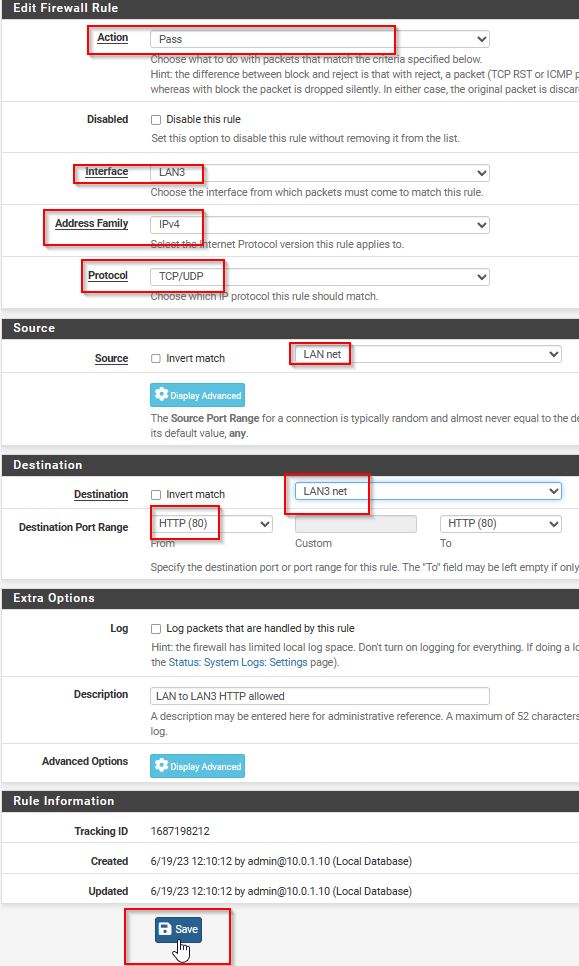 Edit Firewall Rule
Action
Pass
Choose what to do with packets that match the criteria specified below.
Hint: the difference between block and reject is that with reject, a packet (TCP RST or ICMP p
whereas with block the packet is dropped silently. In either case, the original packet is discar
Disabled
Disable this rule
Set this option to disable this rule without removing it from the list.
Interface
LAN3
Choose the interface from which packets must come to match this rule.
Address Family
IPv4
Select the Internet Protocol version this rule applies to.
Protocol
TCP/UDP
Choose which IP protocol this rule should match.
Source
Source
Invert match
LAN net
Display Advanced
The Source Port Range for a connection is typically random and almost never equal to the de
its default value, any.
Destination
Destination
Invert match
LAN3 net
Destination Port Range
HTTP (80)
HTTP (80)
From
Custom
To
Specify the destination port or port range for this rule. The "To" field may be left empty if only
Extra Options
Log
Log packets that are handled by this rule
Hint: the firewall has limited local log space. Don't turn on logging for everything. If doing a lo
the Status: System Logs: Settings page).
Description
LAN to LAN3 HTTP allowed
A description may be entered here for administrative reference. A maximum of 52 characters
log.
Advanced Options
Display Advanced
Rule Information
Tracking ID
1687198212
Created
6/19/23 12:10:12 by admin@10.0.1.10 (Local Database)
Updated
6/19/23 12:10:12 by admin@10.0.1.10 (Local Database)
Save